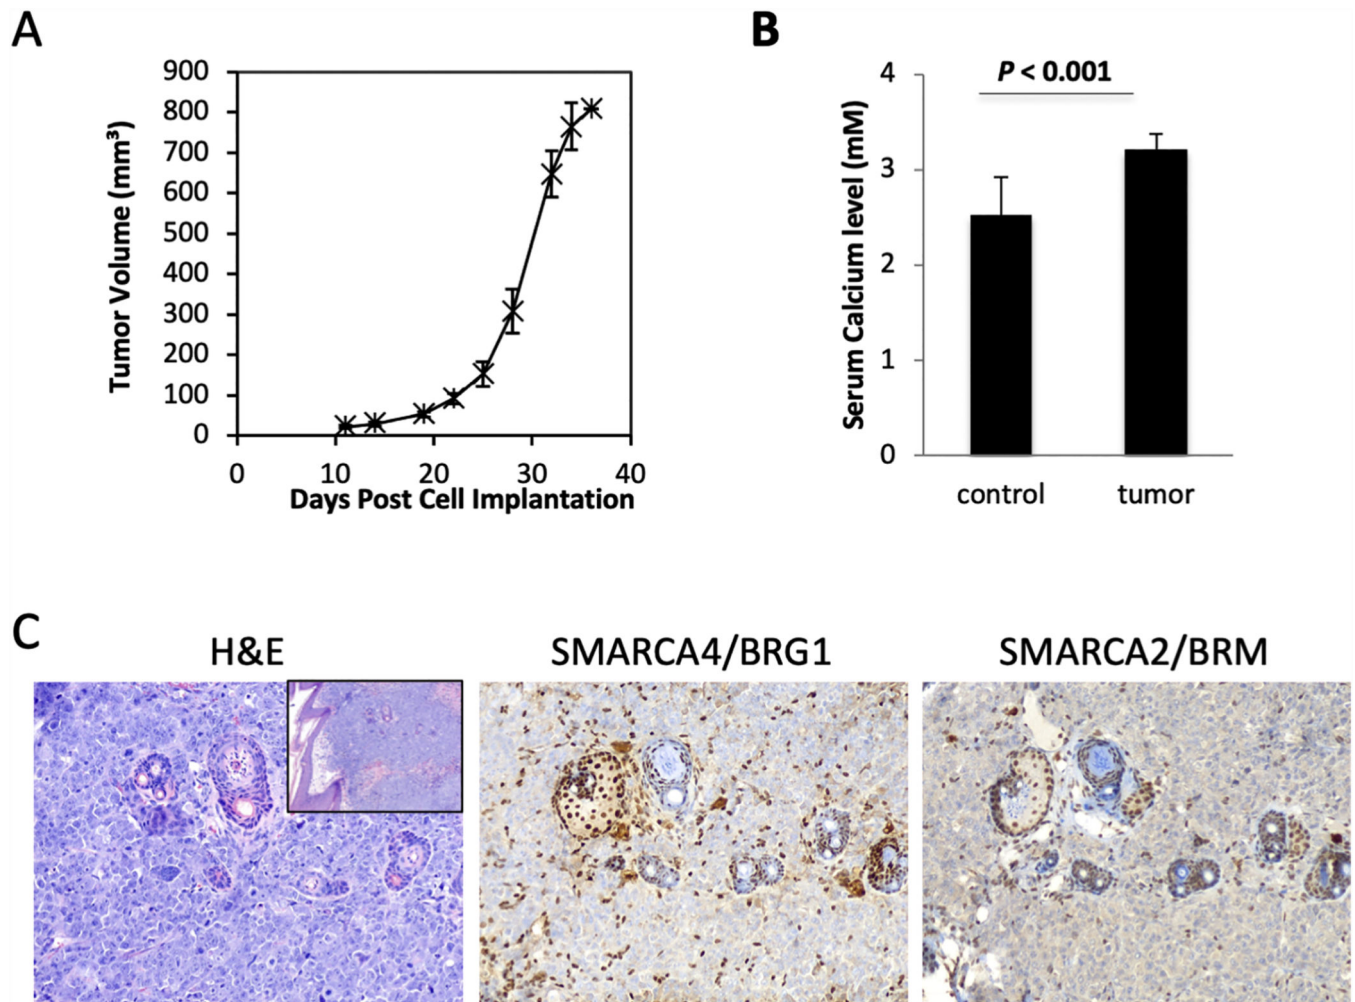 A
900
800
700
600
500
400
300
200
100
0
Tumor Volume (mm³)
0 10 20 30 40
Days Post Cell Implantation
B
P < 0.001
4
3
2
1
0
Serum Calcium level (mM)
control tumor
C
H&E SMARCA4/BRG1 SMARCA2/BRM